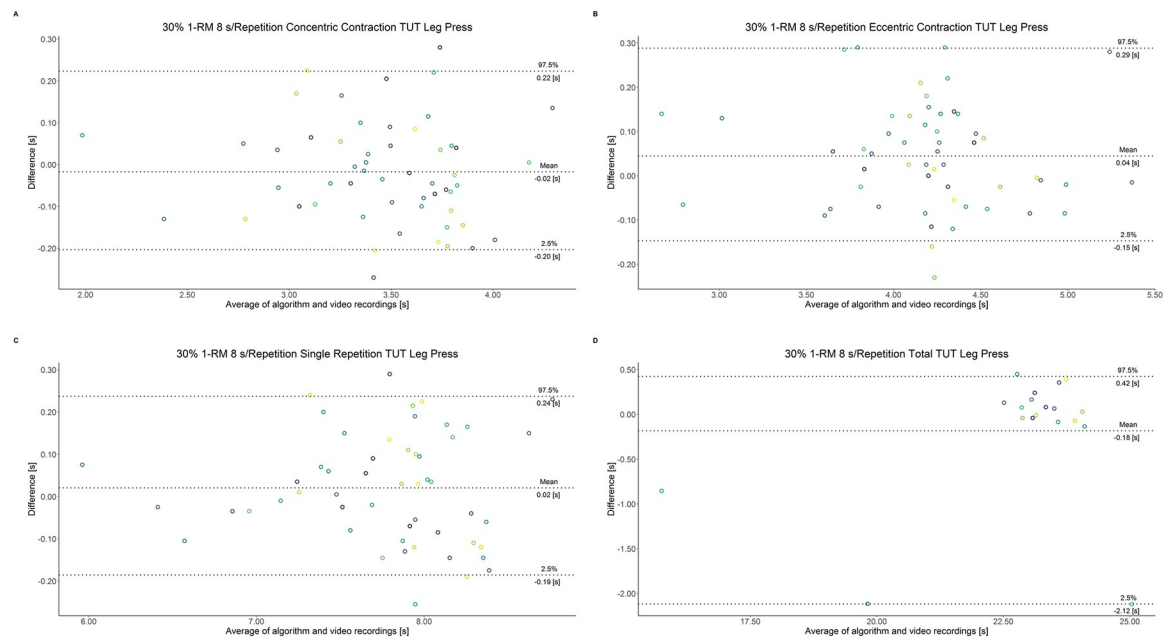 A
30% 1-RM 8 s/Repetition Concentric Contraction TUT Leg Press
0.30
97.5%
0.22 [s]
0.20
0.10
Difference [s]
0.00
Mean
-0.02 [s]
-0.10
-0.20
2.5%
-0.20 [s]
2.00 2.50 3.00 3.50 4.00
Average of algorithm and video recordings [s]
B
30% 1-RM 8 s/Repetition Eccentric Contraction TUT Leg Press
0.30
97.5%
0.29 [s]
0.20
0.10
Difference [s]
Mean
0.04 [s]
0.00
-0.10
2.5%
-0.15 [s]
-0.20
3.00 3.50 4.00 4.50 5.00 5.50
Average of algorithm and video recordings [s]
C
30% 1-RM 8 s/Repetition Single Repetition TUT Leg Press
0.30
97.5%
0.24 [s]
0.20
0.10
Difference [s]
Mean
0.02 [s]
0.00
-0.10
2.5%
-0.19 [s]
-0.20
6.00 7.00 8.00
Average of algorithm and video recordings [s]
D
30% 1-RM 8 s/Repetition Total TUT Leg Press
0.50
97.5%
0.42 [s]
0.00
Mean
-0.18 [s]
-0.50
Difference [s]
-1.00
-1.50
-2.00
2.5%
-2.12 [s]
17.50 20.00 22.50 25.00
Average of algorithm and video recordings [s]